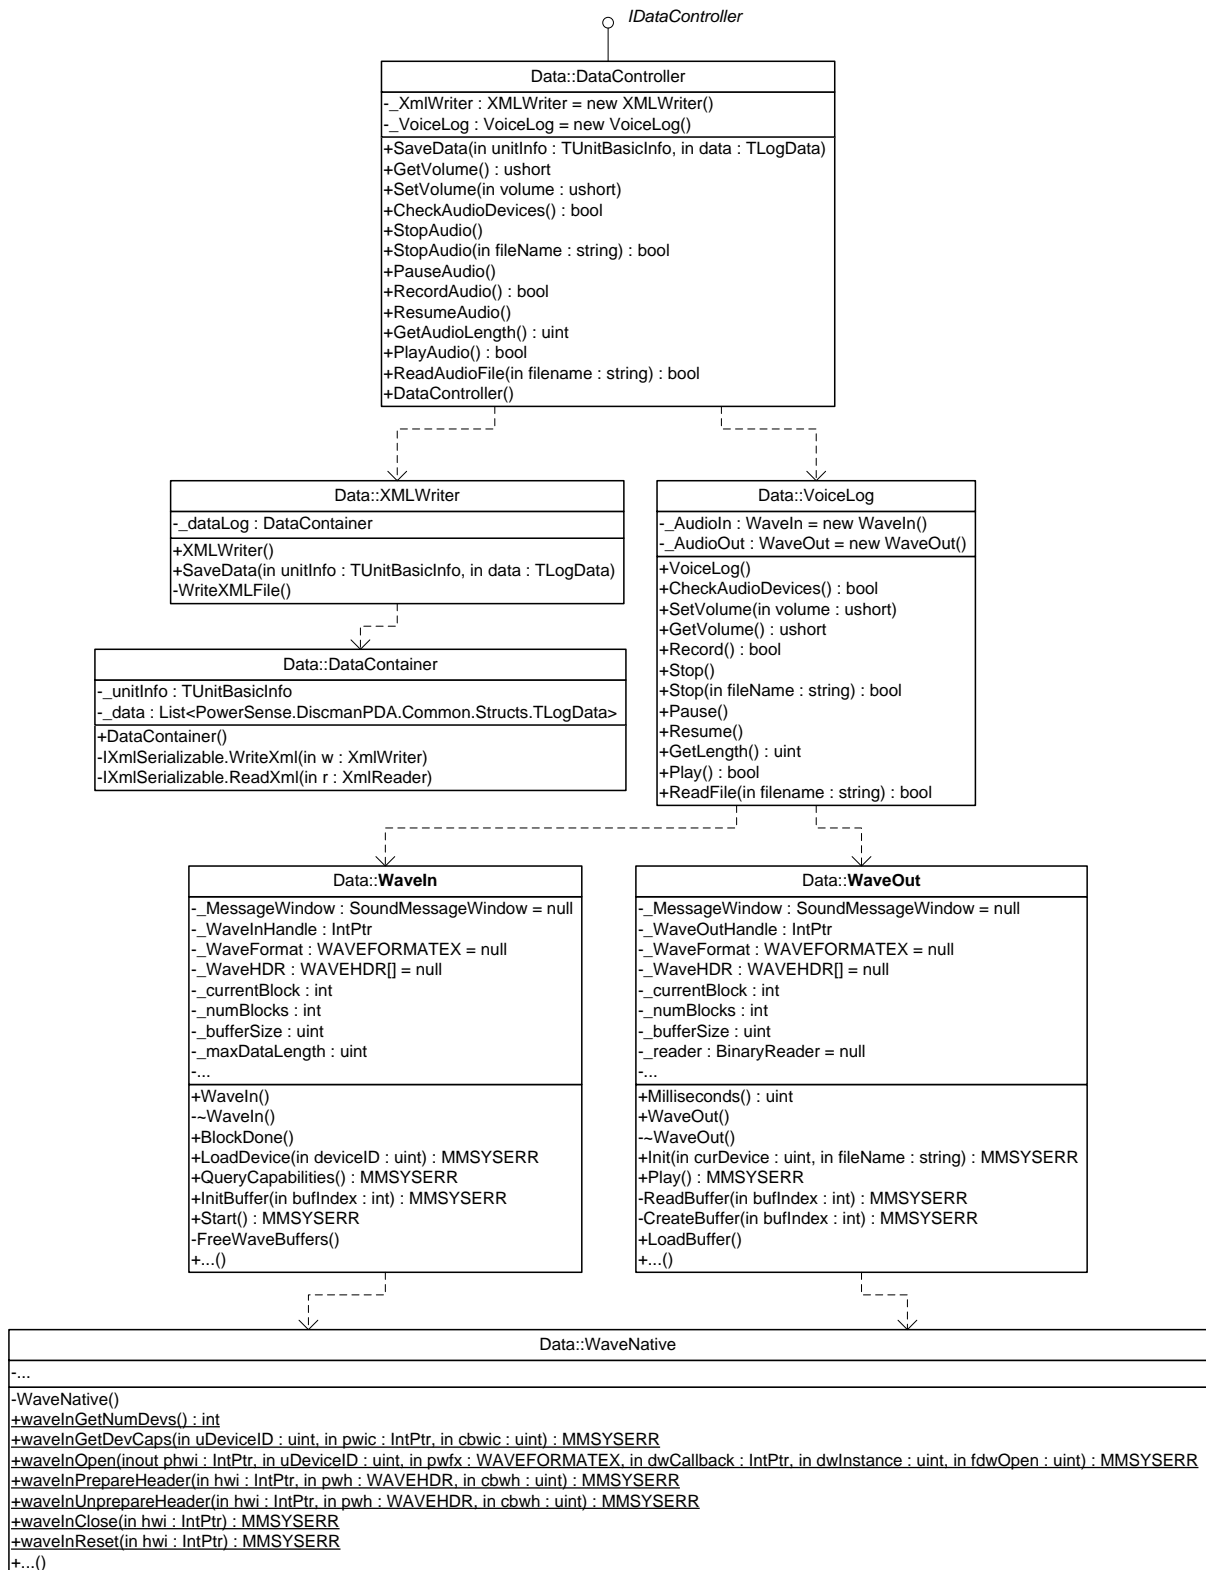 IDataController
Data::DataController
-_XmlWriter : XMLWriter = new XMLWriter()
-_VoiceLog : VoiceLog = new VoiceLog()
+SaveData(in unitInfo : TUnitBasicInfo, in data : TLogData)
+GetVolume() : ushort
+SetVolume(in volume : ushort)
+CheckAudioDevices() : bool
+StopAudio()
+StopAudio(in fileName : string) : bool
+PauseAudio()
+RecordAudio() : bool
+ResumeAudio()
+GetAudioLength() : uint
+PlayAudio() : bool
+ReadAudioFile(in filename : string) : bool
+DataController()
Data::XMLWriter
-_dataLog : DataContainer
+XMLWriter()
+SaveData(in unitInfo : TUnitBasicInfo, in data : TLogData)
-WriteXMLFile()
Data::VoiceLog
-_AudioIn : WaveIn = new WaveIn()
-_AudioOut : WaveOut = new WaveOut()
+VoiceLog()
+CheckAudioDevices() : bool
+SetVolume(in volume : ushort)
+GetVolume() : ushort
+Record() : bool
+Stop()
+Stop(in fileName : string) : bool
+Pause()
+Resume()
+GetLength() : uint
+Play() : bool
+ReadFile(in filename : string) : bool
Data::DataContainer
-_unitInfo : TUnitBasicInfo
-_data : List<PowerSense.DiscmanPDA.Common.Structs.TLogData>
+DataContainer()
-IXmlSerializable.WriteXml(in w : XmlWriter)
-IXmlSerializable.ReadXml(in r : XmlReader)
Data::WaveIn
-_MessageWindow : SoundMessageWindow = null
-_WaveInHandle : IntPtr
-_WaveFormat : WAVEFORMATEX = null
-_WaveHDR : WAVEHDR[] = null
-_currentBlock : int
-_numBlocks : int
-_bufferSize : uint
-_maxDataLength : uint
-...
+WaveIn()
-~WaveIn()
+BlockDone()
+LoadDevice(in deviceID : uint) : MMSYSERR
+QueryCapabilities() : MMSYSERR
+InitBuffer(in bufIndex : int) : MMSYSERR
+Start() : MMSYSERR
-FreeWaveBuffers()
+...()
Data::WaveOut
-_MessageWindow : SoundMessageWindow = null
-_WaveOutHandle : IntPtr
-_WaveFormat : WAVEFORMATEX = null
-_WaveHDR : WAVEHDR[] = null
-_currentBlock : int
-_numBlocks : int
-_bufferSize : uint
-_reader : BinaryReader = null
-...
+Milliseconds() : uint
+WaveOut()
-~WaveOut()
+Init(in curDevice : uint, in fileName : string) : MMSYSERR
+Play() : MMSYSERR
-ReadBuffer(in bufIndex : int) : MMSYSERR
-CreateBuffer(in bufIndex : int) : MMSYSERR
+LoadBuffer()
+...()
Data::WaveNative
-...
-WaveNative()
+waveInGetNumDevs() : int
+waveInGetDevCaps(in uDeviceID : uint, in pwic : IntPtr, in cbwic : uint) : MMSYSERR
+waveInOpen(inout phwi : IntPtr, in uDeviceID : uint, in pwfx : WAVEFORMATEX, in dwCallback : IntPtr, in dwInstance : uint, in fdwOpen : uint) : MMSYSERR
+waveInPrepareHeader(in hwi : IntPtr, in pwh : WAVEHDR, in cbwh : uint) : MMSYSERR
+waveInUnprepareHeader(in hwi : IntPtr, in pwh : WAVEHDR, in cbwh : uint) : MMSYSERR
+waveInClose(in hwi : IntPtr) : MMSYSERR
+waveInReset(in hwi : IntPtr) : MMSYSERR
+...()